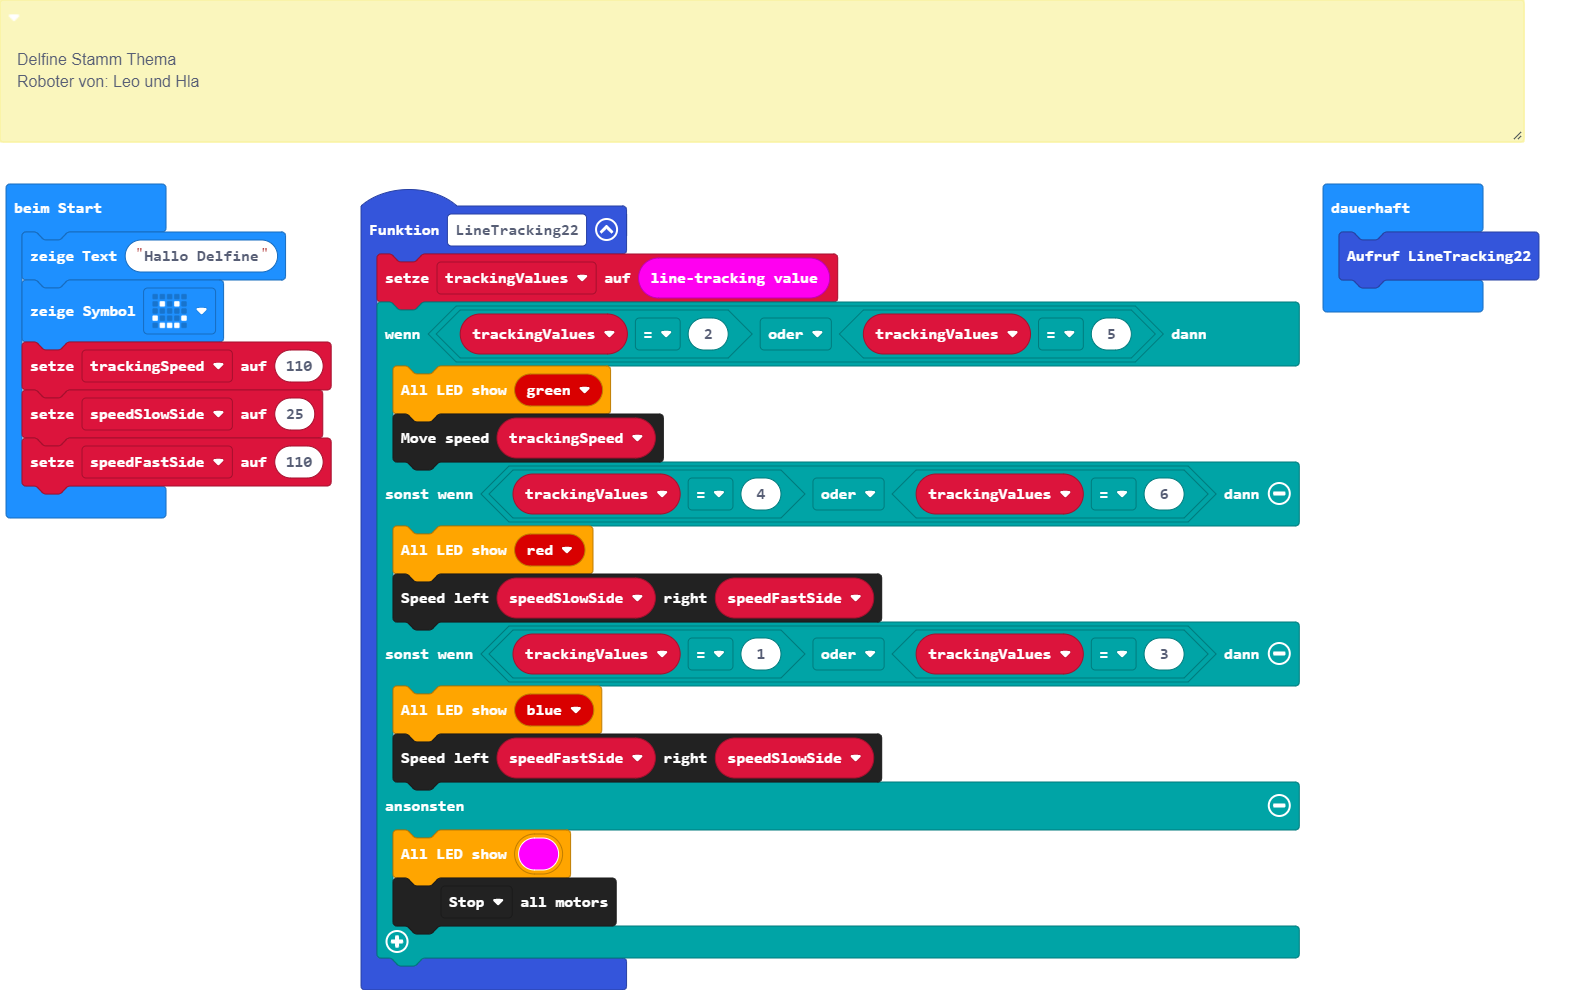 Delfine Stamm Thema
Roboter von: Leo und Hla
beim Start
zeige Text "Hallo Delfine"
zeige Symbol
setze trackingSpeed auf 110
setze speedSlowSide auf 25
setze speedFastSide auf 110
Funktion LineTracking22
setze trackingValues auf line-tracking value
wenn trackingValues = 2 oder trackingValues = 5 dann
All LED show green
Move speed trackingSpeed
sonst wenn trackingValues = 4 oder trackingValues = 6 dann
All LED show red
Speed left speedSlowSide right speedFastSide
sonst wenn trackingValues = 1 oder trackingValues = 3 dann
All LED show blue
Speed left speedFastSide right speedSlowSide
ansonsten
All LED show
Stop all motors
dauerhaft
Aufruf LineTracking22